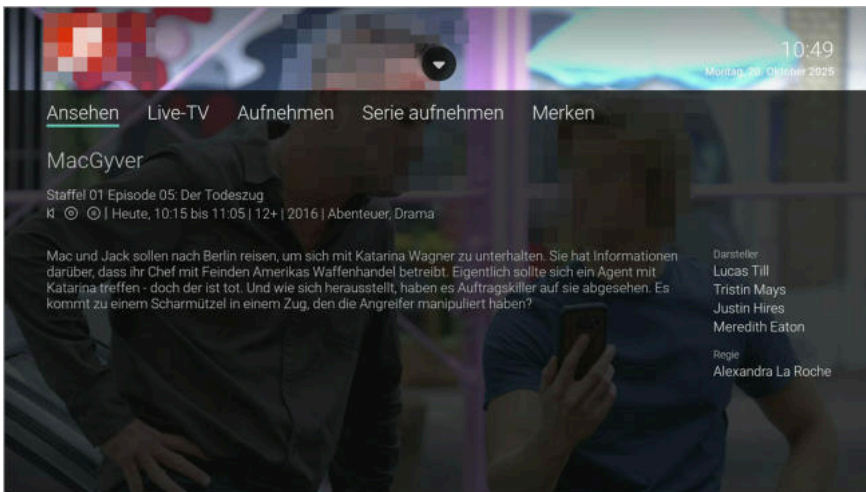 10:49
Montag, 20. Oktober 2025
Ansehen Live-TV Aufnehmen Serie aufnehmen Merken
MacGyver
Staffel 01 Episode 05: Der Todeszug
| Heute, 10:15 bis 11:05 | 12+ | 2016 | Abenteuer, Drama
Mac und Jack sollen nach Berlin reisen, um sich mit Katarina Wagner zu unterhalten. Sie hat Informationen
darüber, dass ihr Chef mit Feinden Amerikas Waffenhandel betreibt. Eigentlich sollte sich ein Agent mit
Katarina treffen - doch der ist tot. Und wie sich herausstellt, haben es Auftragskiller auf sie abgesehen. Es
kommt zu einem Scharmützel in einem Zug, den die Angreifer manipuliert haben?
Darsteller
Lucas Till
Tristin Mays
Justin Hires
Meredith Eaton
Regie
Alexandra La Roche